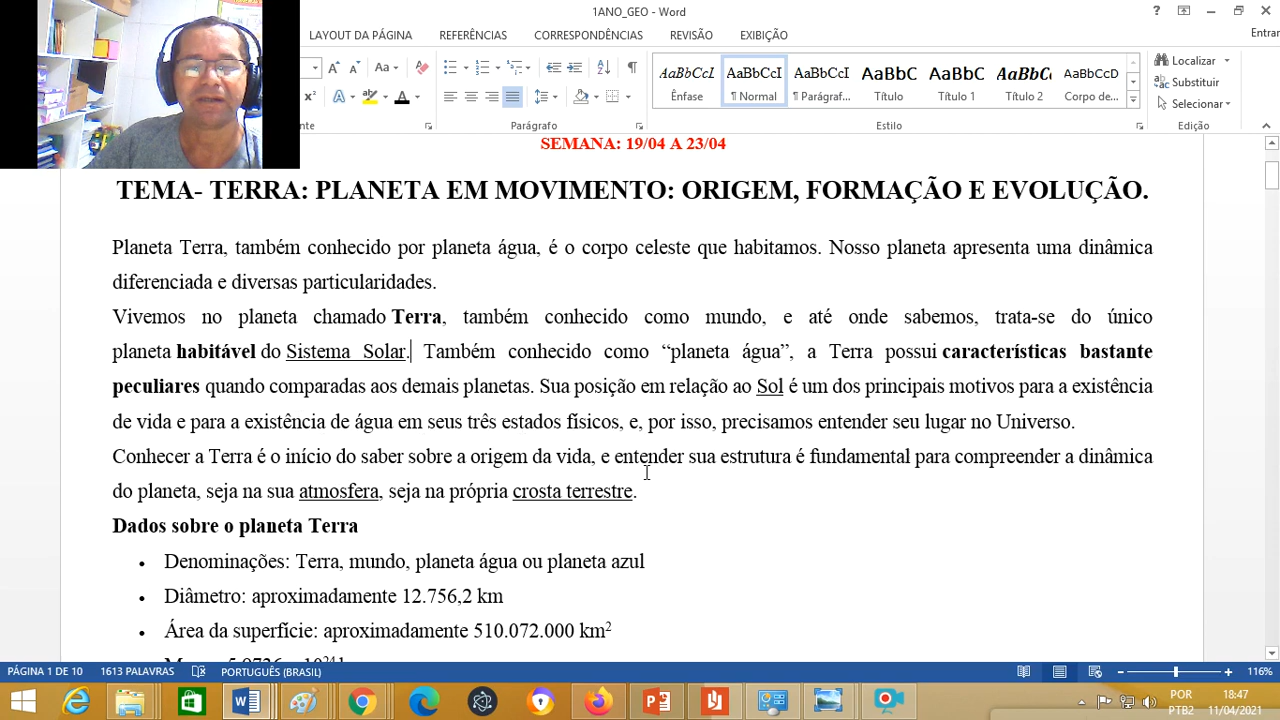 1ANO_GEO - Word
LAYOUT DA PÁGINA REFERÊNCIAS CORRESPONDÊNCIAS REVISÃO EXIBIÇÃO Entrar
AaBbCcI AaBbCcI AaBbCcI AaBbC AaBbC AaBbCc AaBbCcD
Ênfase ¶ Normal ¶ Parágraf... Título Título 1 Título 2 Corpo de...
Localizar
Substituir
Selecionar
Parágrafo Estilo Edição
SEMANA: 19/04 A 23/04
TEMA- TERRA: PLANETA EM MOVIMENTO: ORIGEM, FORMAÇÃO E EVOLUÇÃO.
Planeta Terra, também conhecido por planeta água, é o corpo celeste que habitamos. Nosso planeta apresenta uma dinâmica
diferenciada e diversas particularidades.
Vivemos no planeta chamado Terra, também conhecido como mundo, e até onde sabemos, trata-se do único
planeta habitável do Sistema Solar. Também conhecido como “planeta água”, a Terra possui características bastante
peculiares quando comparadas aos demais planetas. Sua posição em relação ao Sol é um dos principais motivos para a existência
de vida e para a existência de água em seus três estados físicos, e, por isso, precisamos entender seu lugar no Universo.
Conhecer a Terra é o início do saber sobre a origem da vida, e entender sua estrutura é fundamental para compreender a dinâmica
do planeta, seja na sua atmosfera, seja na própria crosta terrestre.
Dados sobre o planeta Terra
• Denominações: Terra, mundo, planeta água ou planeta azul
• Diâmetro: aproximadamente 12.756,2 km
• Área da superfície: aproximadamente 510.072.000 km²
PÁGINA 1 DE 10 1613 PALAVRAS PORTUGUÊS (BRASIL) 116%
POR 18:47
PTB2 11/04/2021